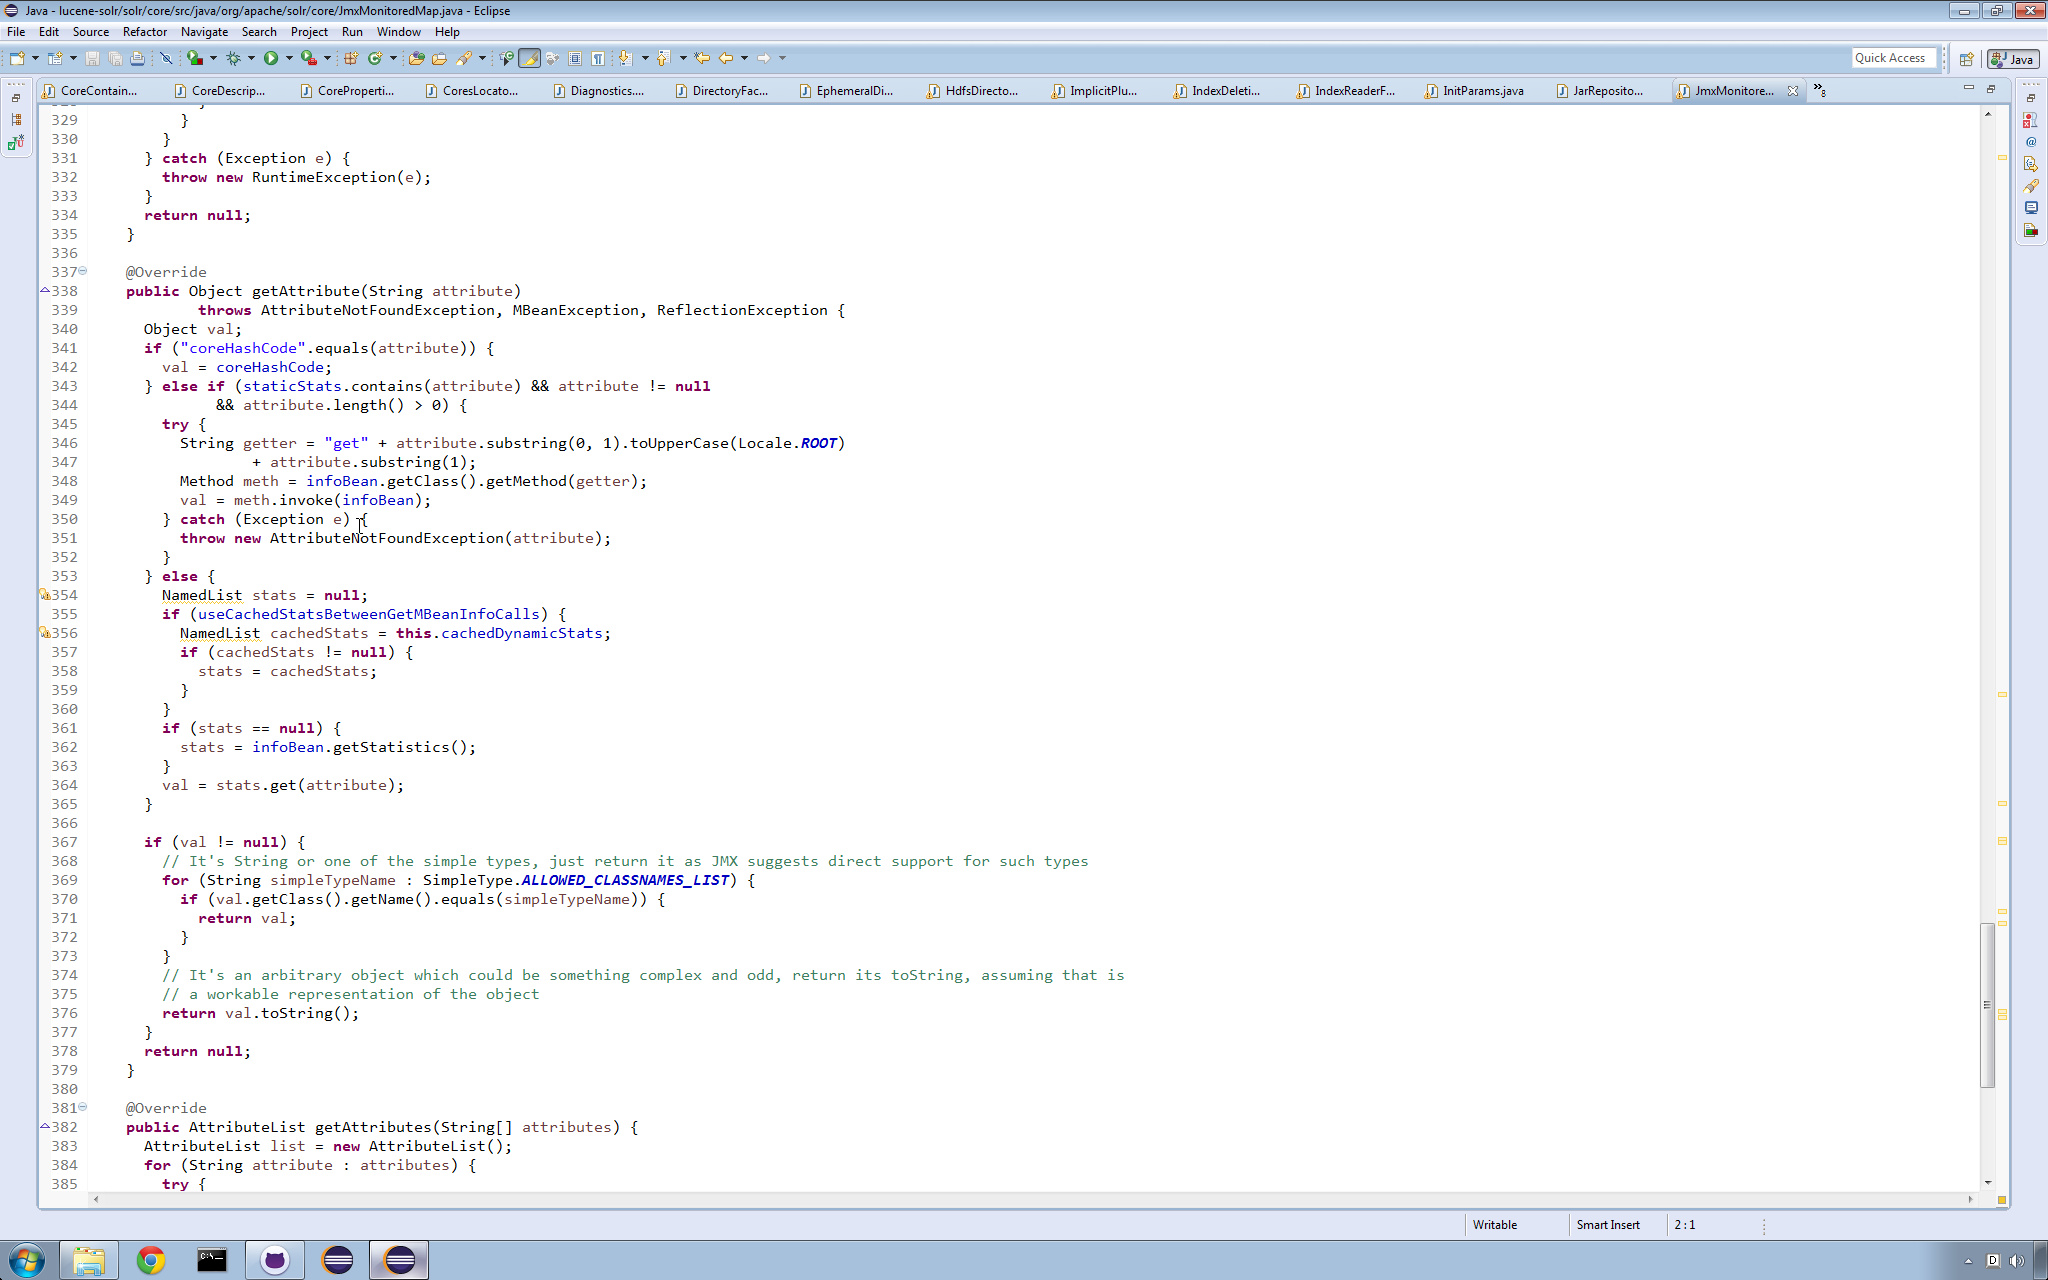 Java - lucene-solr/solr/core/src/java/org/apache/solr/core/JmxMonitoredMap.java - Eclipse
File Edit Source Refactor Navigate Search Project Run Window Help
Quick Access
Java
CoreContain... CoreDescrip... CoreProperti... CoresLocato... Diagnostics.... DirectoryFac... EphemeralDi... HdfsDirecto... ImplicitPlu... IndexDeleti... IndexReaderF... InitParams.java JarReposito... JmxMonitore... »8
329 }
330 }
331 } catch (Exception e) {
332 throw new RuntimeException(e);
333 }
334 return null;
335 }
336
337 @Override
338 public Object getAttribute(String attribute)
339 throws AttributeNotFoundException, MBeanException, ReflectionException {
340 Object val;
341 if ("coreHashCode".equals(attribute)) {
342 val = coreHashCode;
343 } else if (staticStats.contains(attribute) && attribute != null
344 && attribute.length() > 0) {
345 try {
346 String getter = "get" + attribute.substring(0, 1).toUpperCase(Locale.ROOT)
347 + attribute.substring(1);
348 Method meth = infoBean.getClass().getMethod(getter);
349 val = meth.invoke(infoBean);
350 } catch (Exception e) {
351 throw new AttributeNotFoundException(attribute);
352 }
353 } else {
354 NamedList stats = null;
355 if (useCachedStatsBetweenGetMBeanInfoCalls) {
356 NamedList cachedStats = this.cachedDynamicStats;
357 if (cachedStats != null) {
358 stats = cachedStats;
359 }
360 }
361 if (stats == null) {
362 stats = infoBean.getStatistics();
363 }
364 val = stats.get(attribute);
365 }
366
367 if (val != null) {
368 // It's String or one of the simple types, just return it as JMX suggests direct support for such types
369 for (String simpleTypeName : SimpleType.ALLOWED_CLASSNAMES_LIST) {
370 if (val.getClass().getName().equals(simpleTypeName)) {
371 return val;
372 }
373 }
374 // It's an arbitrary object which could be something complex and odd, return its toString, assuming that is
375 // a workable representation of the object
376 return val.toString();
377 }
378 return null;
379 }
380
381 @Override
382 public AttributeList getAttributes(String[] attributes) {
383 AttributeList list = new AttributeList();
384 for (String attribute : attributes) {
385 try {
Writable Smart Insert 2 : 1